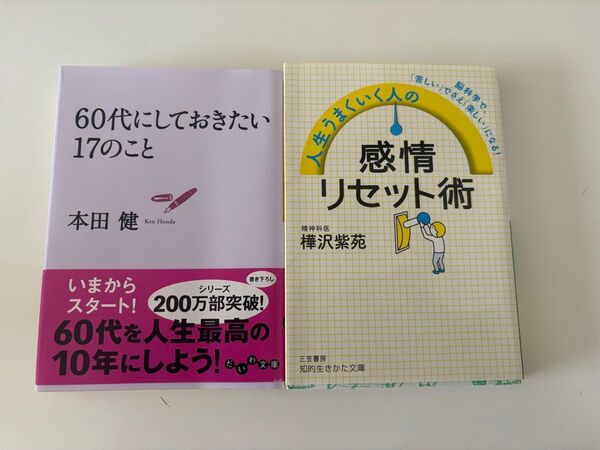 60代にしておきたい
17のこと
本田 健
Ken Honda
いまから
スタート！
シリーズ
200万部突破！
書き下ろし
60代を人生最高の
10年にしよう！
だいわ文庫
脳科学で
「苦しい」でさえ「楽しい」になる！
人生うまくいく人の
感情
リセット術
精神科医
樺沢紫苑
三笠書房
知的生きかた文庫